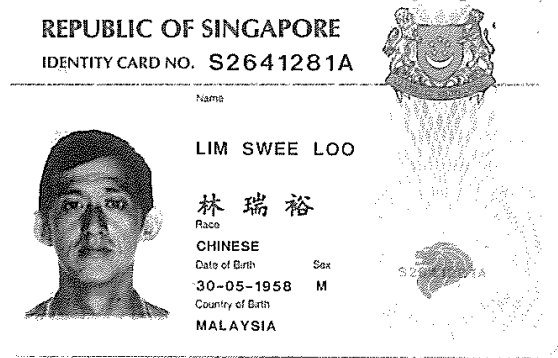 REPUBLIC OF SINGAPORE
IDENTITY CARD NO. S2641281A
Name
LIM SWEE LOO
林瑞裕
Race
CHINESE
Date of Birth Sex
30-05-1958 M
Country of Birth
MALAYSIA